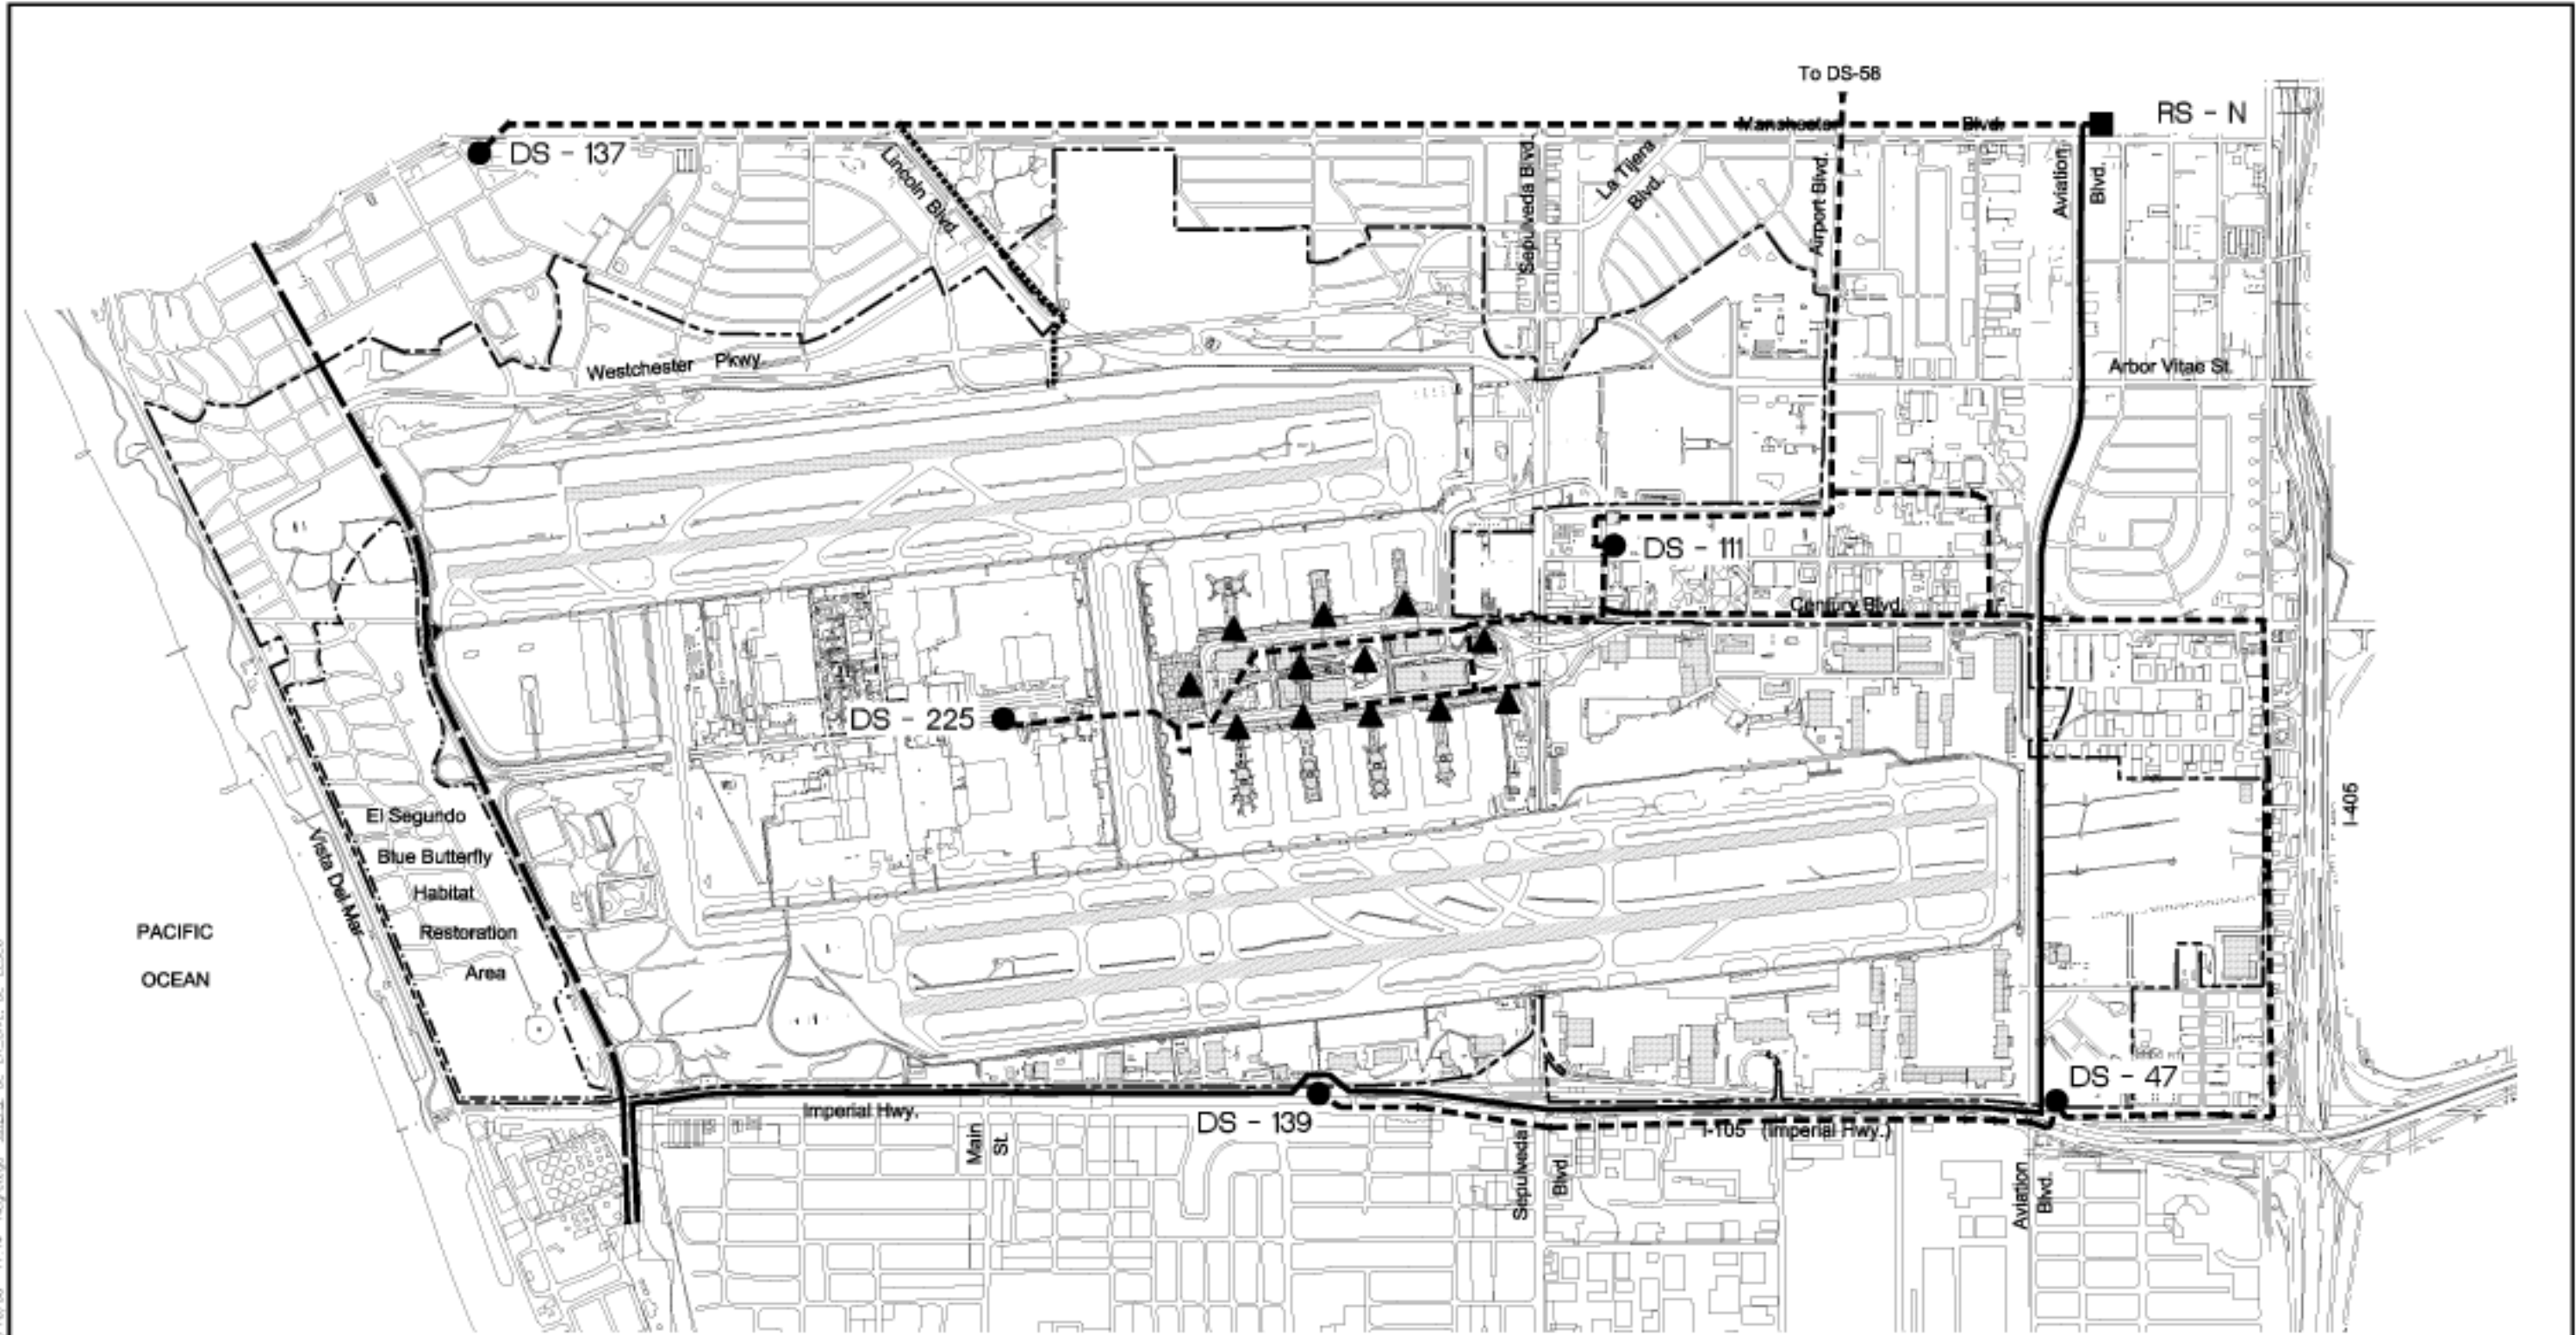 To DS-58
RS - N
Manchester Blvd.
DS - 137
Lincoln Blvd.
Sepulveda Blvd.
La Tijera
Blvd.
Airport Blvd.
Aviation
Blvd.
Westchester Pkwy
Arbor Vitae St.
DS - 111
Century Blvd.
DS - 225
I-405
El Segundo
Blue Butterfly
Habitat
Restoration
Area
Vista Del Mar
PACIFIC
OCEAN
DS - 47
Imperial Hwy.
DS - 139
I-105 (Imperial Hwy.)
Main
St.
Sepulveda
Blvd.
Aviation
Blvd.